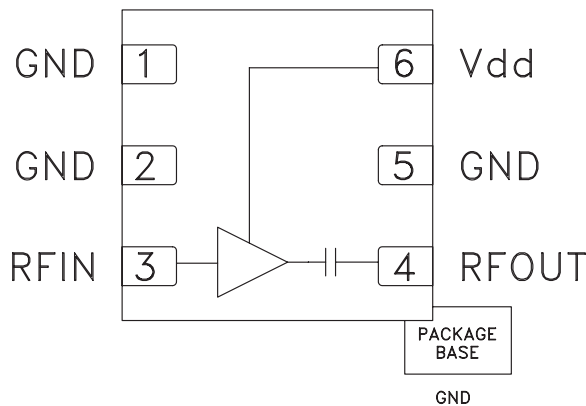 GND 1 6 Vdd
GND 2 5 GND
RFIN 3 4 RFOUT
PACKAGE
BASE
GND